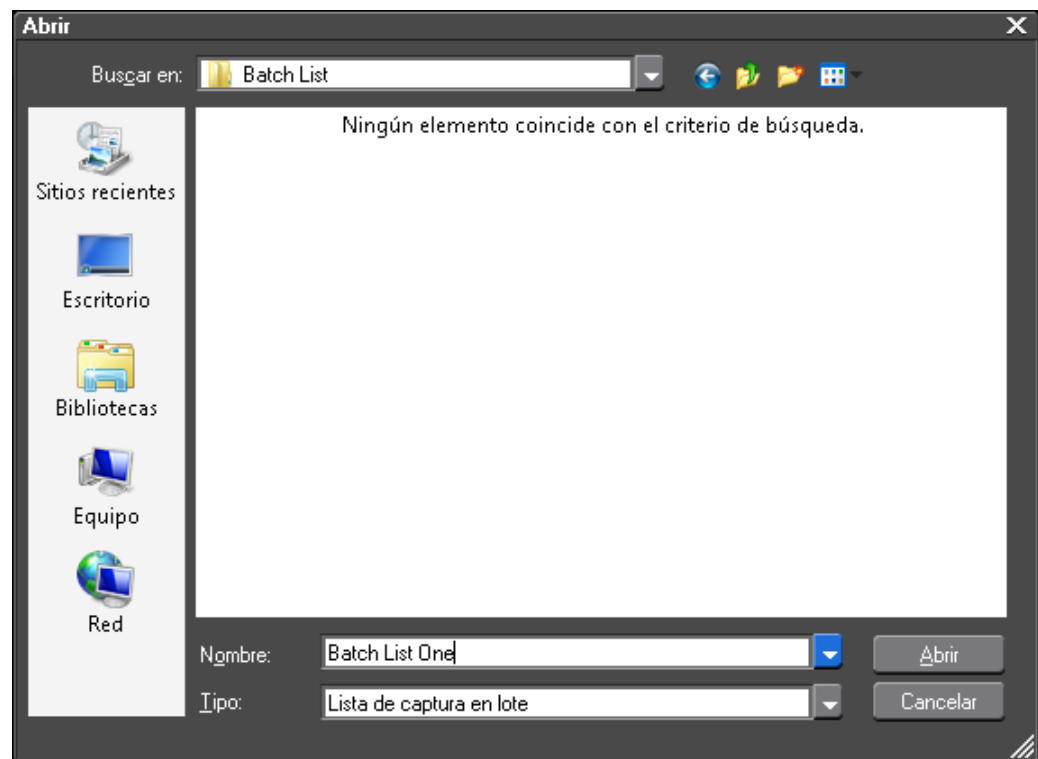 Abrir
Buscar en:
Batch List
Ningún elemento coincide con el criterio de búsqueda.
Sitios recientes
Escritorio
Bibliotecas
Equipo
Red
Nombre:
Batch List One
Abrir
Tipo:
Lista de captura en lote
Cancelar